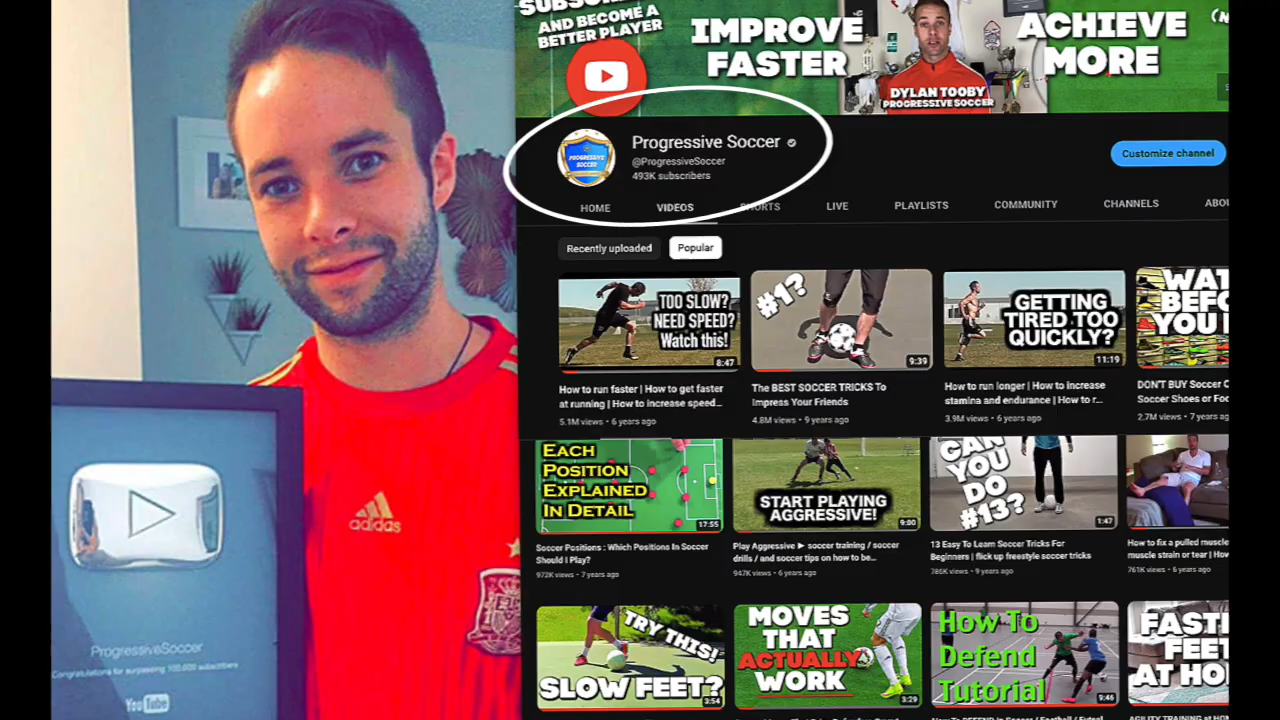 SUBSCRIBE
AND BECOME A
BETTER PLAYER
IMPROVE
FASTER
DYLAN TOOBY
PROGRESSIVE SOCCER
ACHIEVE
MORE
PROGRESSIVE
SOCCER
Progressive Soccer
@ProgressiveSoccer
493K subscribers
Customize channel
HOME VIDEOS SHORTS LIVE PLAYLISTS COMMUNITY CHANNELS ABOU
Recently uploaded Popular
TOO SLOW?
NEED SPEED?
Watch this!
8:47
#1?
9:39
GETTING
TIRED TOO
QUICKLY?
11:19
WAT
BEFO
YOU
How to run faster | How to get faster
at running | How to increase speed...
5.1M views • 6 years ago
The BEST SOCCER TRICKS To
Impress Your Friends
4.8M views • 9 years ago
How to run longer | How to increase
stamina and endurance | How to r...
3.9M views • 6 years ago
DON'T BUY Soccer C
Soccer Shoes or Foo
2.7M views • 7 years ag
EACH
POSITION
EXPLAINED
IN DETAIL
17:55
START PLAYING
AGGRESSIVE!
9:00
CAN
YOU
DO
#13?
1:47
Soccer Positions : Which Positions In Soccer
Should I Play?
972K views • 7 years ago
Play Aggressive ► soccer training / soccer
drills / and soccer tips on how to be...
947K views • 6 years ago
13 Easy To Learn Soccer Tricks For
Beginners | flick up freestyle soccer tricks
786K views • 9 years ago
How to fix a pulled muscle
muscle strain or tear | How
761K views • 6 years ago
TRY THIS!
SLOW FEET?
3:54
MOVES
THAT
ACTUALLY
WORK
3:29
How To
Defend
Tutorial
9:46
FAST
FEET
AT HOM
adidas
ProgressiveSoccer
Congratulations for surpassing 100,000 subscribers
YouTube